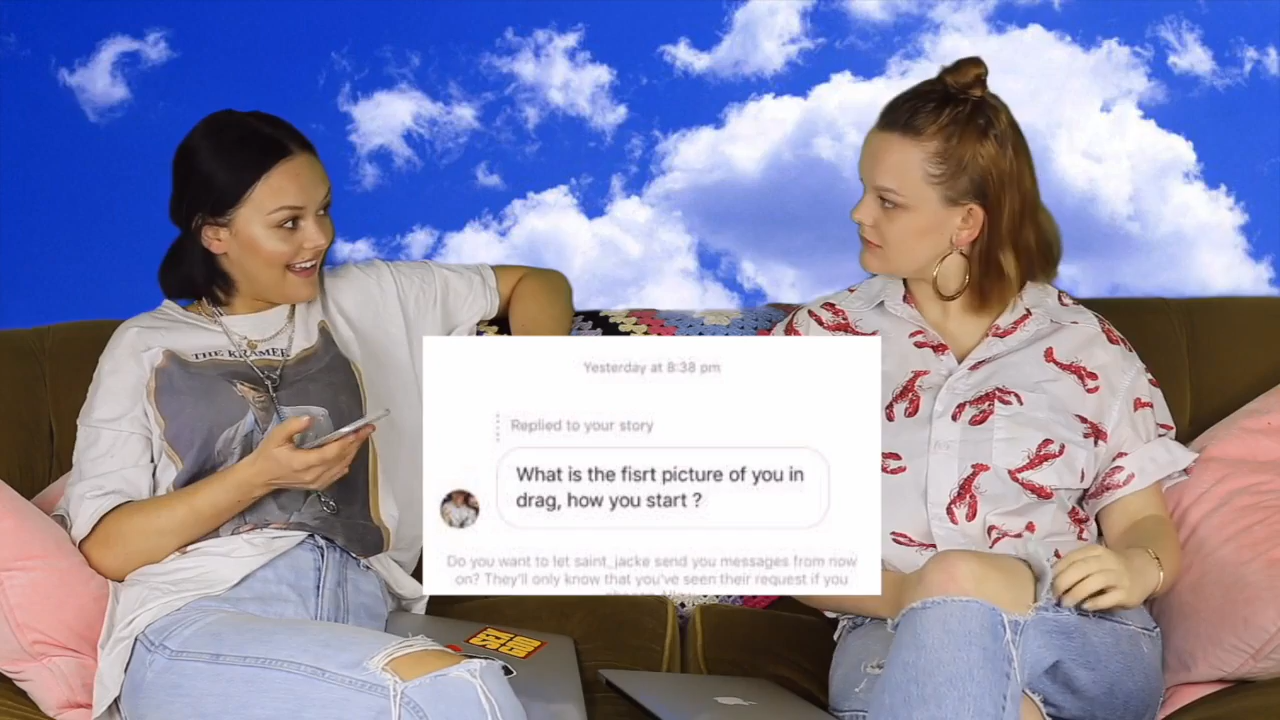 THE KRAMER
Yesterday at 8:38 pm
Replied to your story
What is the fisrt picture of you in
drag, how you start ?
Do you want to let saint_jacke send you messages from now
on? They'll only know that you've seen their request if you